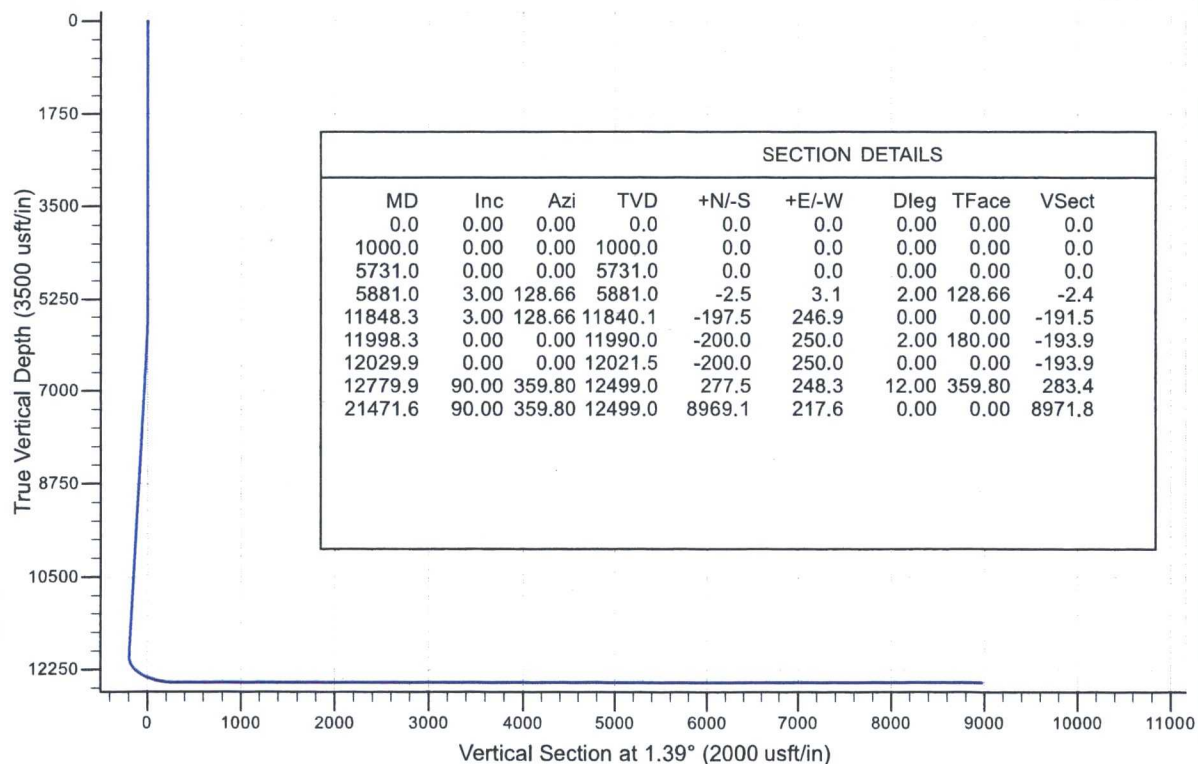 True Vertical Depth (3500 usft/in)
0
1750
3500
5250
7000
8750
10500
12250
SECTION DETAILS
MD Inc Azi TVD +N/-S +E/-W Dleg TFace VSect
0.0 0.00 0.00 0.0 0.0 0.0 0.00 0.00 0.0
1000.0 0.00 0.00 1000.0 0.0 0.0 0.00 0.00 0.0
5731.0 0.00 0.00 5731.0 0.0 0.0 0.00 0.00 0.0
5881.0 3.00 128.66 5881.0 -2.5 3.1 2.00 128.66 -2.4
11848.3 3.00 128.66 11840.1 -197.5 246.9 0.00 0.00 -191.5
11998.3 0.00 0.00 11990.0 -200.0 250.0 2.00 180.00 -193.9
12029.9 0.00 0.00 12021.5 -200.0 250.0 0.00 0.00 -193.9
12779.9 90.00 359.80 12499.0 277.5 248.3 12.00 359.80 283.4
21471.6 90.00 359.80 12499.0 8969.1 217.6 0.00 0.00 8971.8
0 1000 2000 3000 4000 5000 6000 7000 8000 9000 10000 11000
Vertical Section at 1.39° (2000 usft/in)